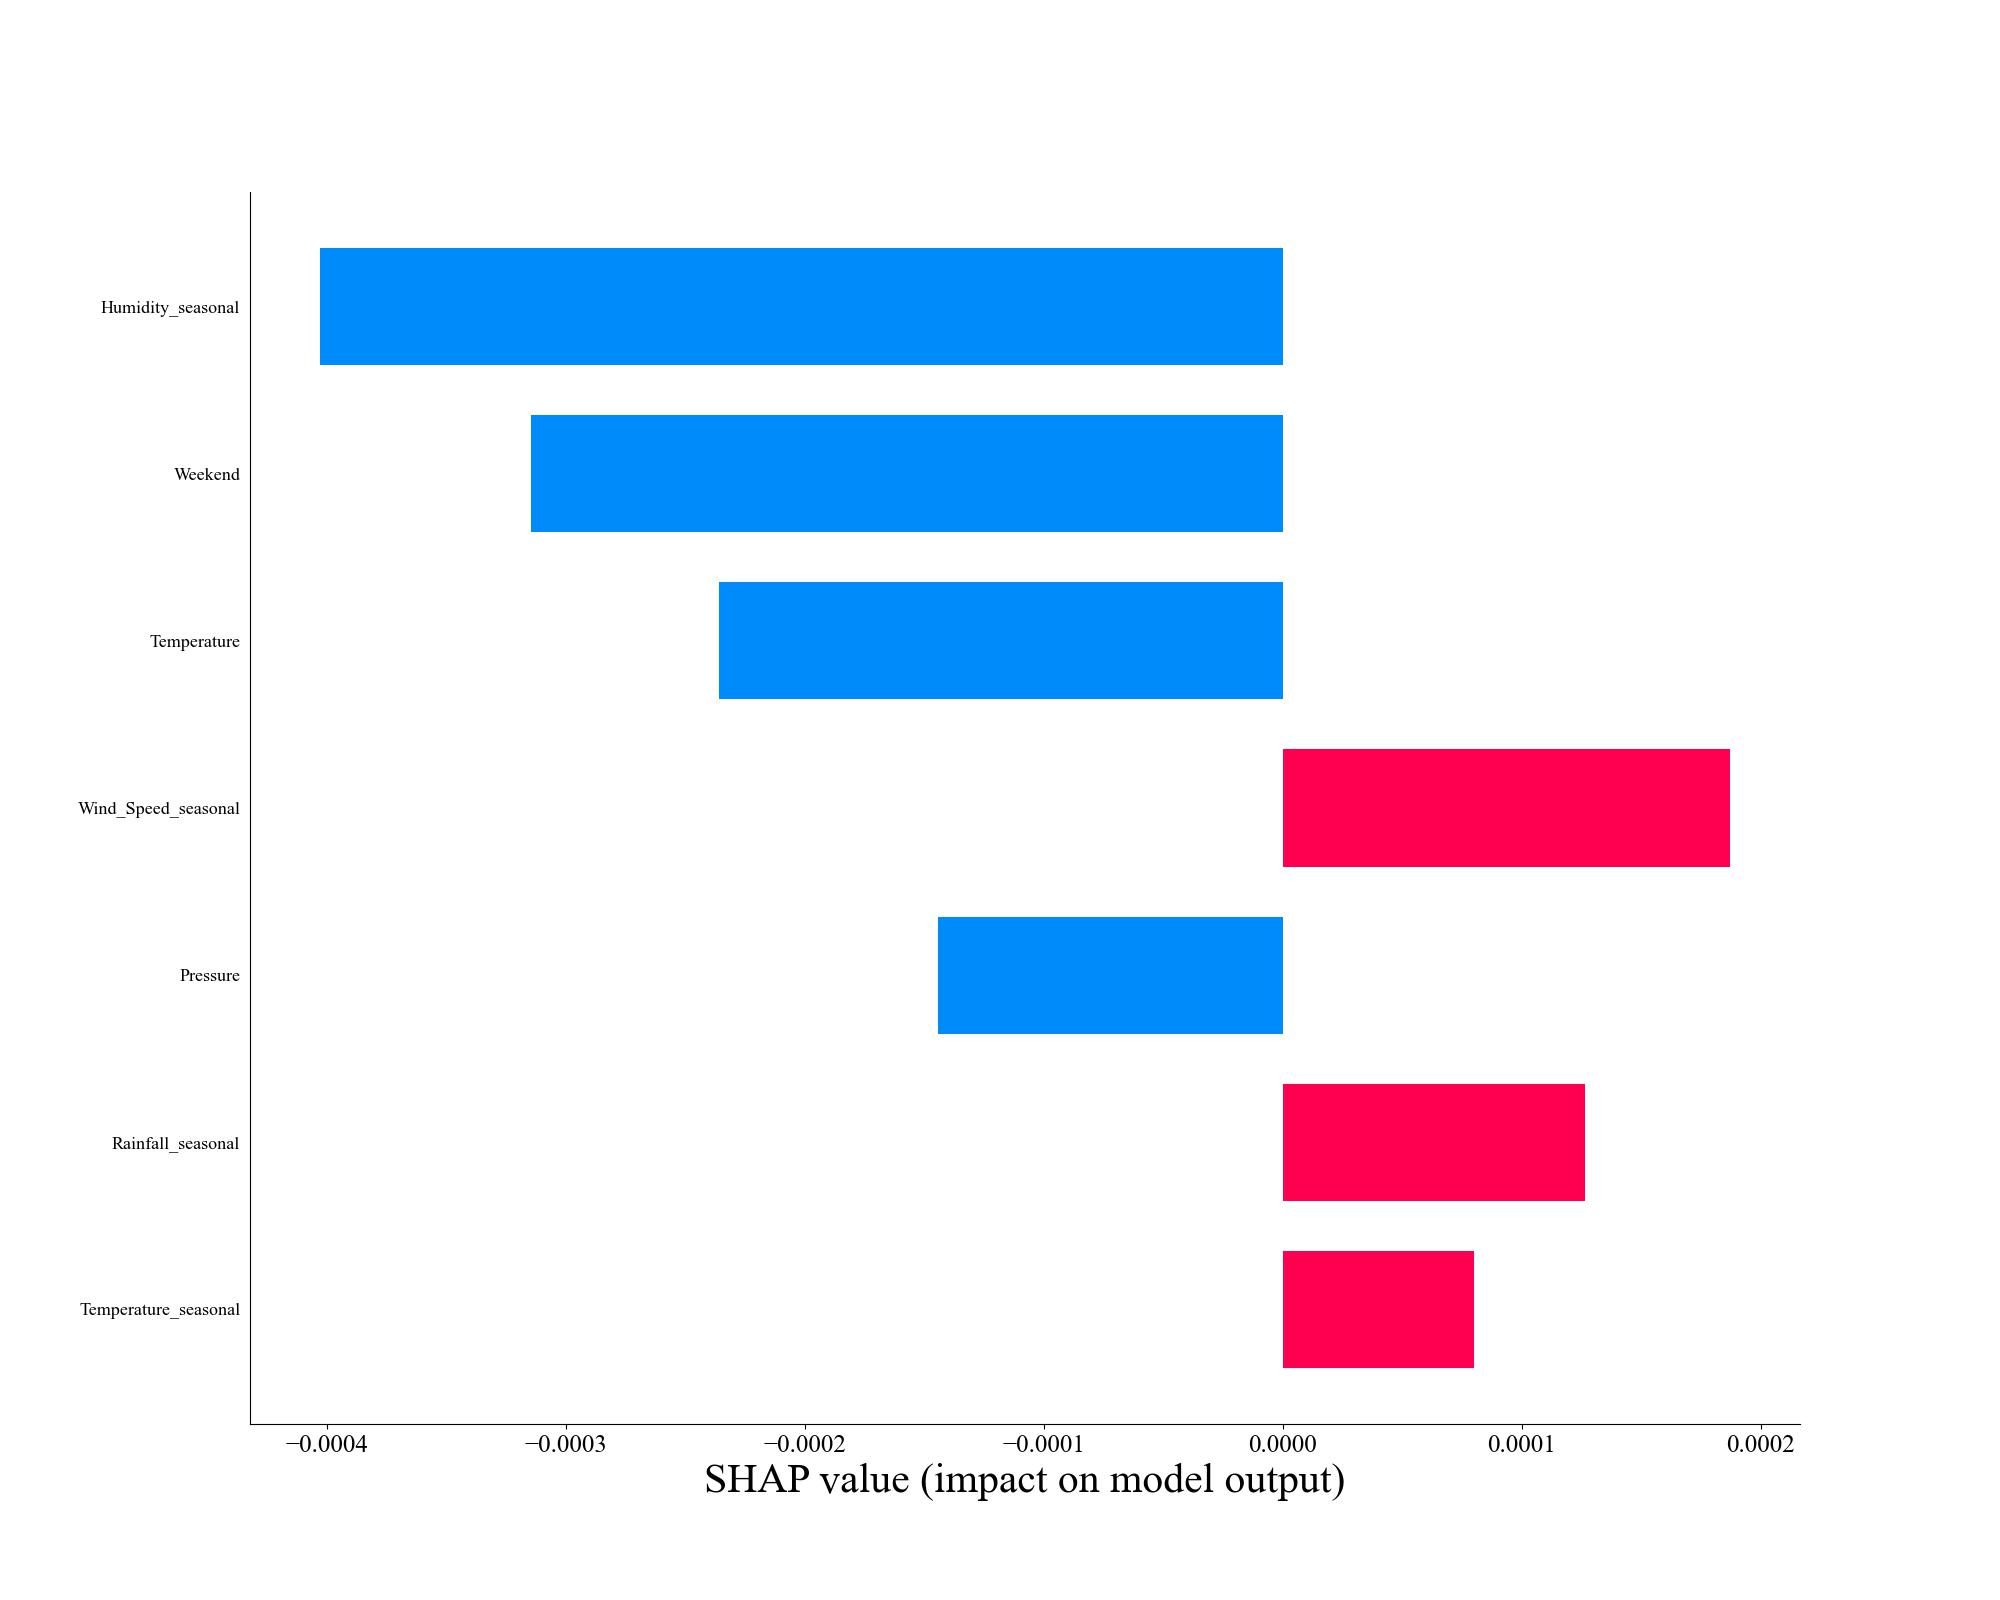 Humidity_seasonal
Weekend
Temperature
Wind_Speed_seasonal
Pressure
Rainfall_seasonal
Temperature_seasonal
−0.0004 −0.0003 −0.0002 −0.0001 0.0000 0.0001 0.0002
SHAP value (impact on model output)